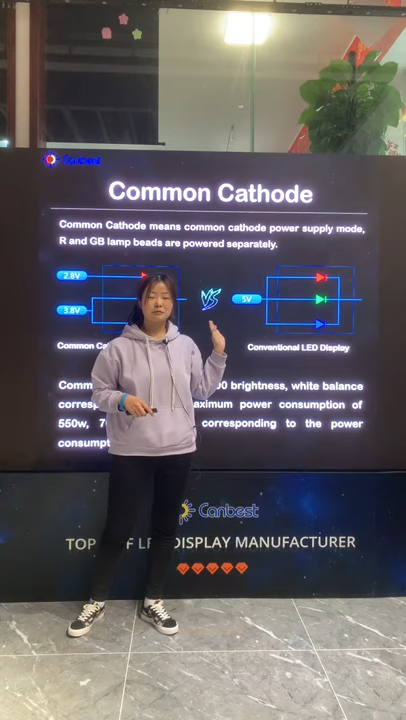 Canbest
Common Cathode
Common Cathode means common cathode power supply mode,
R and GB lamp beads are powered separately.
2.8V
3.8V
VS
5V
Common
Conventional LED Display
brightness, white balance
power consumption of
550w, corresponding to the power
Canbest
TOP DISPLAY MANUFACTURER